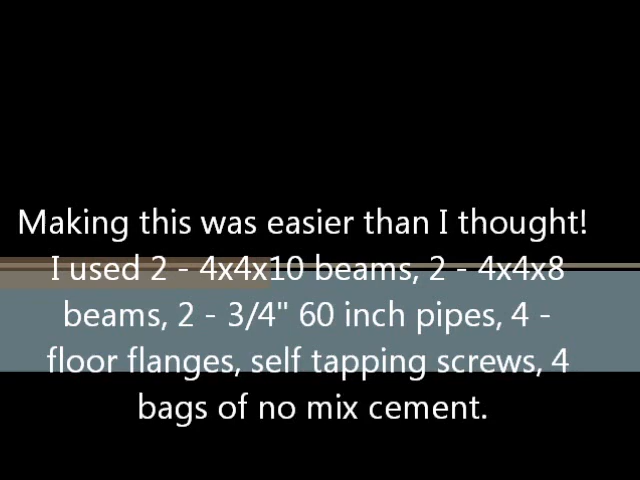 Making this was easier than I thought!
I used 2 - 4x4x10 beams, 2 - 4x4x8
beams, 2 - 3/4" 60 inch pipes, 4 -
floor flanges, self tapping screws, 4
bags of no mix cement.